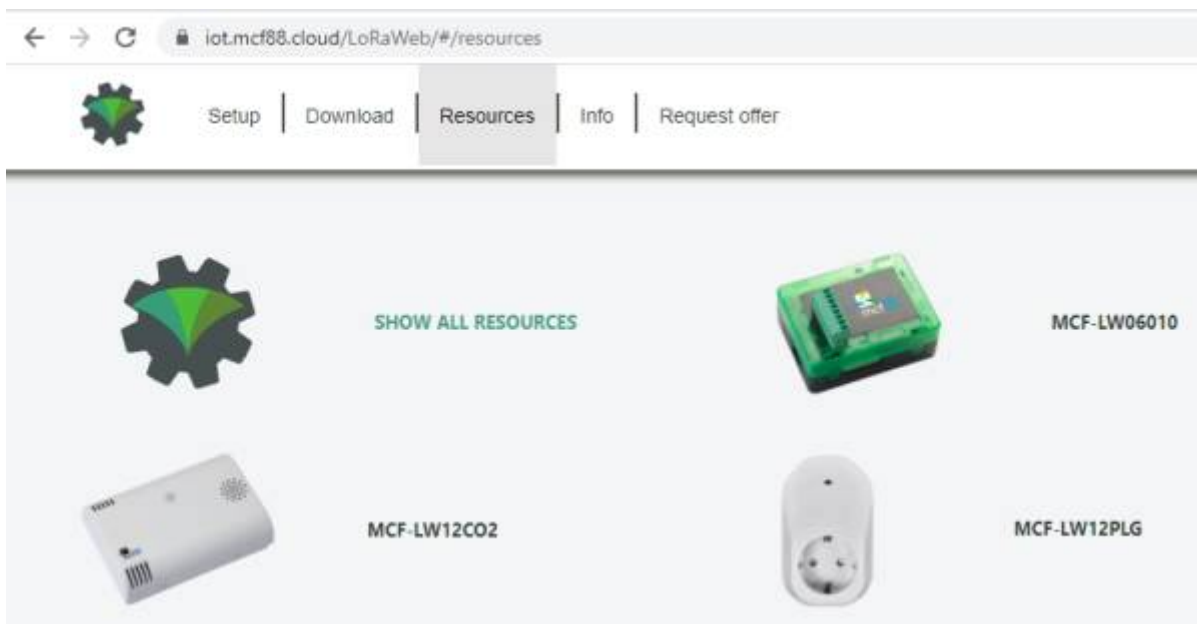 iot.mcf88.cloud/LoRaWeb/#/resources
Setup
Download
Resources
Info
Request offer
SHOW ALL RESOURCES
MCF-LW06010
MCF-LW12CO2
MCF-LW12PLG